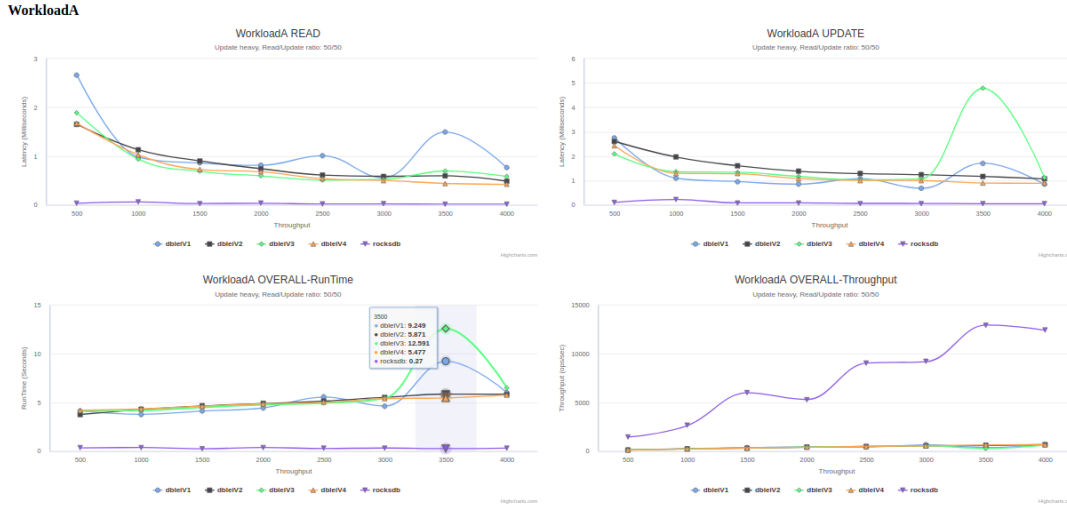 WorkloadA
WorkloadA READ
Update heavy, Read/Update ratio: 50/50
Latency (Milliseconds)
3
2
1
0
500 1000 1500 2000 2500 3000 3500 4000
Throughput
dbleIV1 dbleIV2 dbleIV3 dbleIV4 rocksdb
Highcharts.com
WorkloadA UPDATE
Update heavy, Read/Update ratio: 50/50
Latency (Milliseconds)
6
5
4
3
2
1
0
500 1000 1500 2000 2500 3000 3500 4000
Throughput
dbleIV1 dbleIV2 dbleIV3 dbleIV4 rocksdb
Highcharts.com
WorkloadA OVERALL-RunTime
Update heavy, Read/Update ratio: 50/50
RunTime (Seconds)
15
10
5
0
3500
dbleIV1: 9.249
dbleIV2: 5.871
dbleIV3: 12.591
dbleIV4: 5.477
rocksdb: 0.27
500 1000 1500 2000 2500 3000 3500 4000
Throughput
dbleIV1 dbleIV2 dbleIV3 dbleIV4 rocksdb
Highcharts.com
WorkloadA OVERALL-Throughput
Update heavy, Read/Update ratio: 50/50
Throughput (ops/sec)
15000
10000
5000
0
500 1000 1500 2000 2500 3000 3500 4000
Throughput
dbleIV1 dbleIV2 dbleIV3 dbleIV4 rocksdb
Highcharts.com